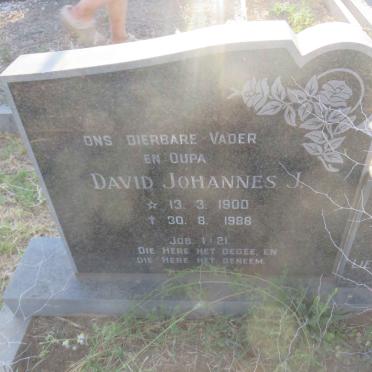 ONS DIERBARE VADER
EN OUPA
DAVID JOHANNES J.
☆ 13. 3. 1900
✝ 30. 6. 1988
JOB. 1 : 21.
DIE HERE HET GEGEE, EN
DIE HERE HET GENEEM.